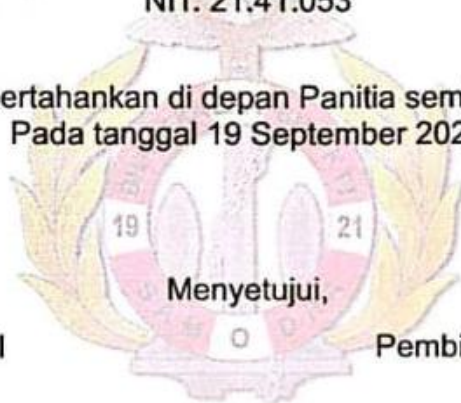 NIT. 21.41.053
ertahankan di depan Panitia sem
Pada tanggal 19 September 202
19 21
Menyetujui,
I Pembi
O